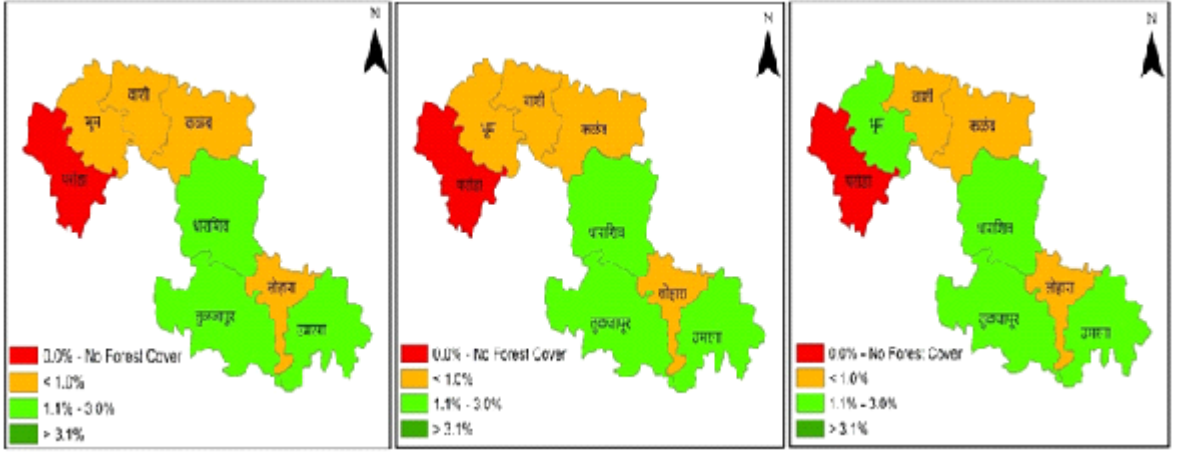 N
वाशी
भूम
कळंब
परांडा
धाराशिव
लोहारा
तुळजापूर
उमरगा
0.0% - No Forest Cover
< 1.0%
1.1% - 3.0%
> 3.1%
N
वाशी
भूम
कळंब
परांडा
धाराशिव
लोहारा
तुळजापूर
उमरगा
0.0% - No Forest Cover
< 1.0%
1.1% - 3.0%
> 3.1%
N
वाशी
भूम
कळंब
परांडा
धाराशिव
लोहारा
तुळजापूर
उमरगा
0.0% - No Forest Cover
< 1.0%
1.1% - 3.0%
> 3.1%